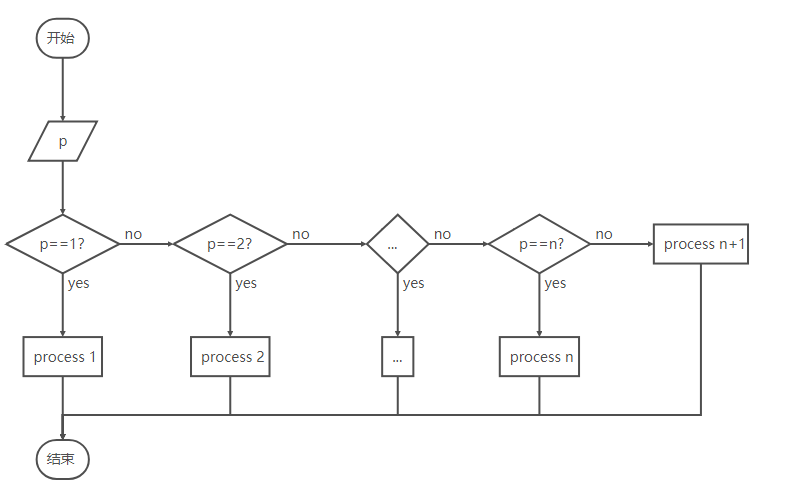 开始
p
p==1?
no
p==2?
no
...
no
p==n?
no
process n+1
yes
yes
yes
yes
process 1
process 2
...
process n
结束